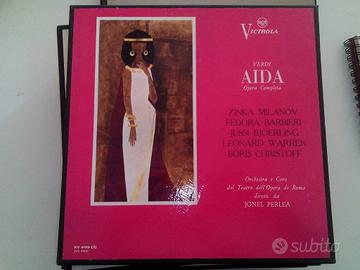 RCA
VICTROLA
VERDI
AIDA
Opera Completa
ZINKA MILANOV
FEDORA BARBIERI
JUSSI BJOERLING
LEONARD WARREN
BORIS CHRISTOFF
Orchestra e Coro
del Teatro dell'Opera di Roma
diretti da
JONEL PERLEA
subito